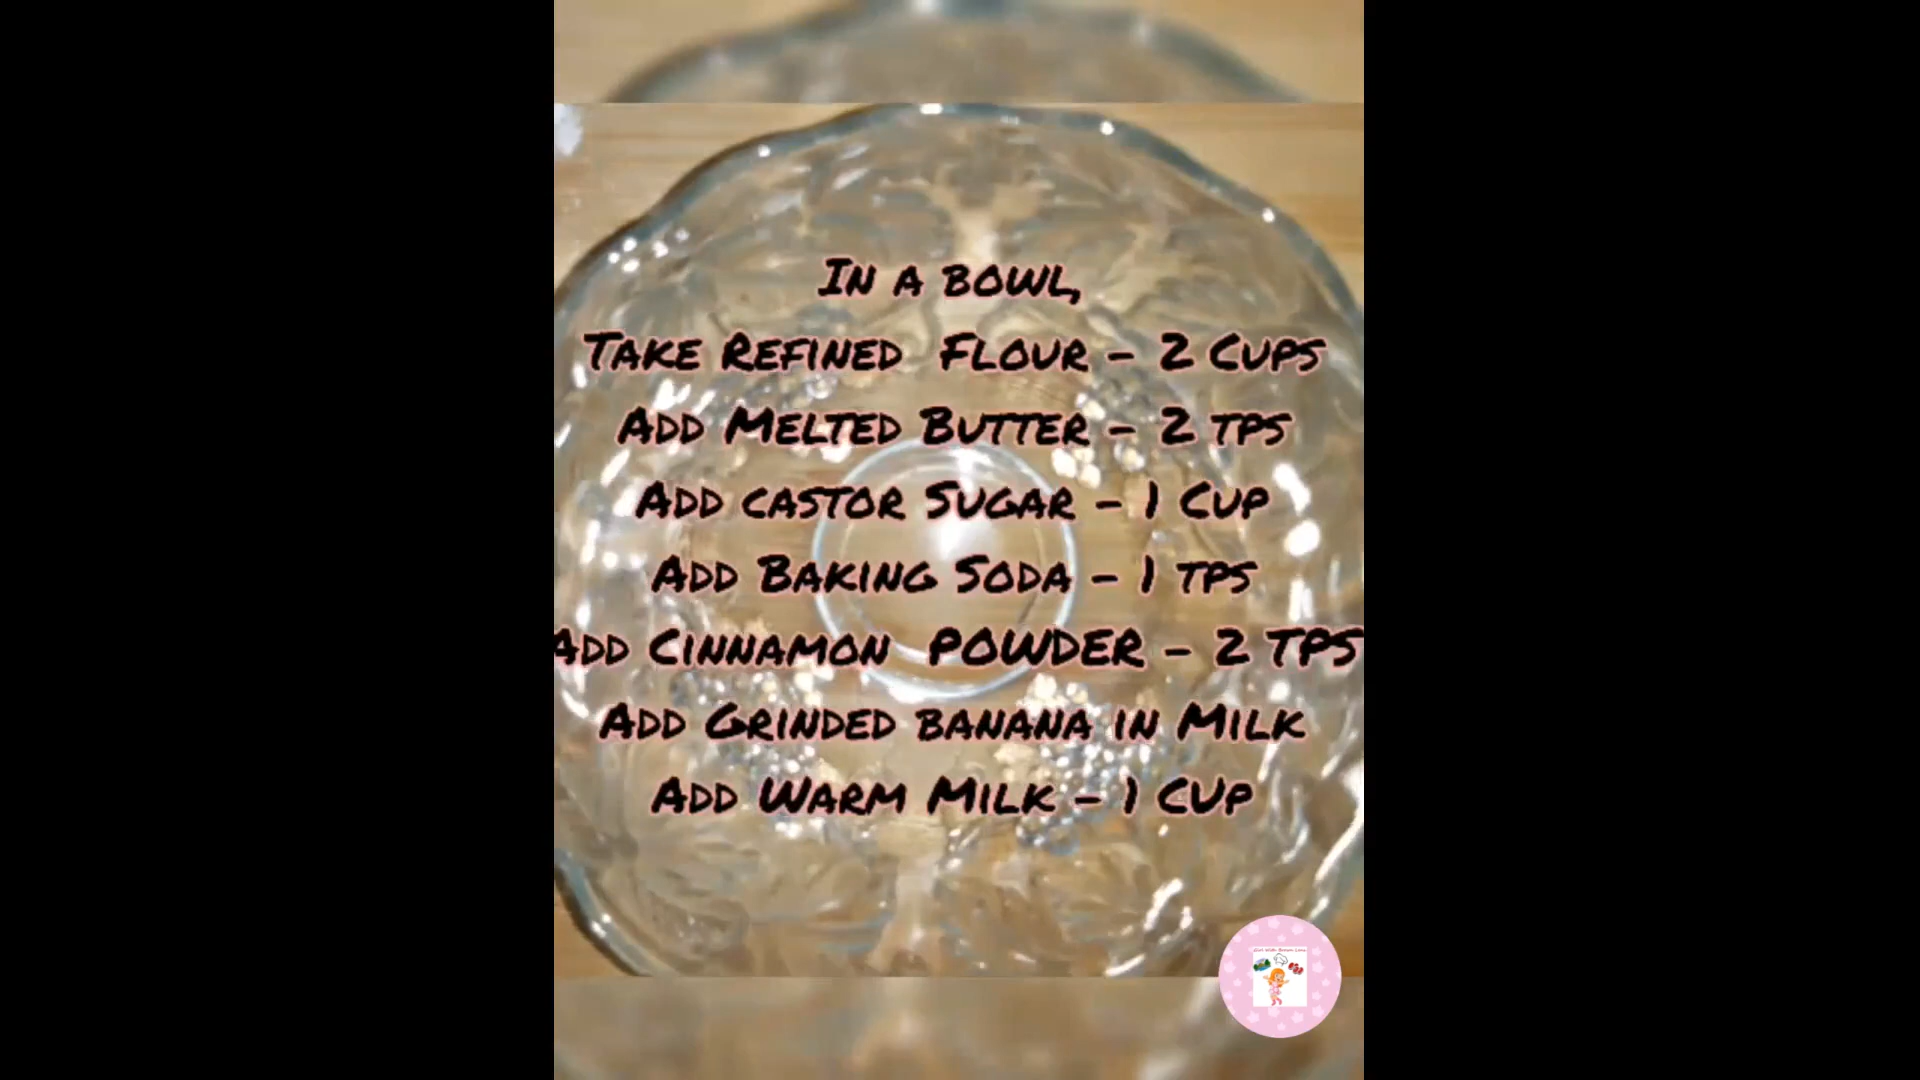 In a bowl,
Take Refined Flour - 2 Cups
Add Melted Butter - 2 tps
Add castor Sugar - 1 Cup
Add Baking Soda - 1 tps
Add Cinnamon POWDER - 2 TPS
Add Grinded banana in Milk
Add Warm Milk - 1 CUp